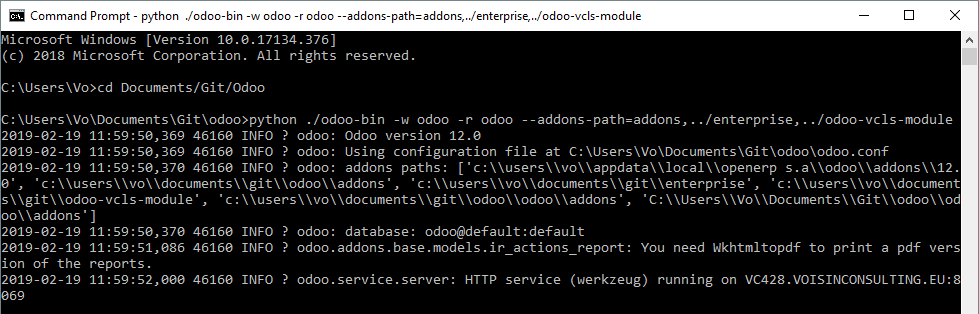 Command Prompt - python ./odoo-bin -w odoo -r odoo --addons-path=addons,../enterprise,../odoo-vcls-module
Microsoft Windows [Version 10.0.17134.376]
(c) 2018 Microsoft Corporation. All rights reserved.
C:\Users\Vo>cd Documents/Git/Odoo
C:\Users\Vo\Documents\Git\odoo>python ./odoo-bin -w odoo -r odoo --addons-path=addons,../enterprise,../odoo-vcls-module
2019-02-19 11:59:50,369 46160 INFO ? odoo: Odoo version 12.0
2019-02-19 11:59:50,369 46160 INFO ? odoo: Using configuration file at C:\Users\Vo\Documents\Git\odoo\odoo.conf
2019-02-19 11:59:50,370 46160 INFO ? odoo: addons paths: ['c:\\users\\vo\\appdata\\local\\openerp s.a\\odoo\\addons\\12.
0', 'c:\\users\\vo\\documents\\git\\odoo\\addons', 'c:\\users\\vo\\documents\\git\\enterprise', 'c:\\users\\vo\\document
s\\git\\odoo-vcls-module', 'c:\\users\\vo\\documents\\git\\odoo\\odoo\\addons', 'C:\\Users\\Vo\\Documents\\Git\\odoo\\od
oo\\addons']
2019-02-19 11:59:50,370 46160 INFO ? odoo: database: odoo@default:default
2019-02-19 11:59:51,086 46160 INFO ? odoo.addons.base.models.ir_actions_report: You need Wkhtmltopdf to print a pdf vers
ion of the reports.
2019-02-19 11:59:52,000 46160 INFO ? odoo.service.server: HTTP service (werkzeug) running on VC428.VOISINCONSULTING.EU:8
069